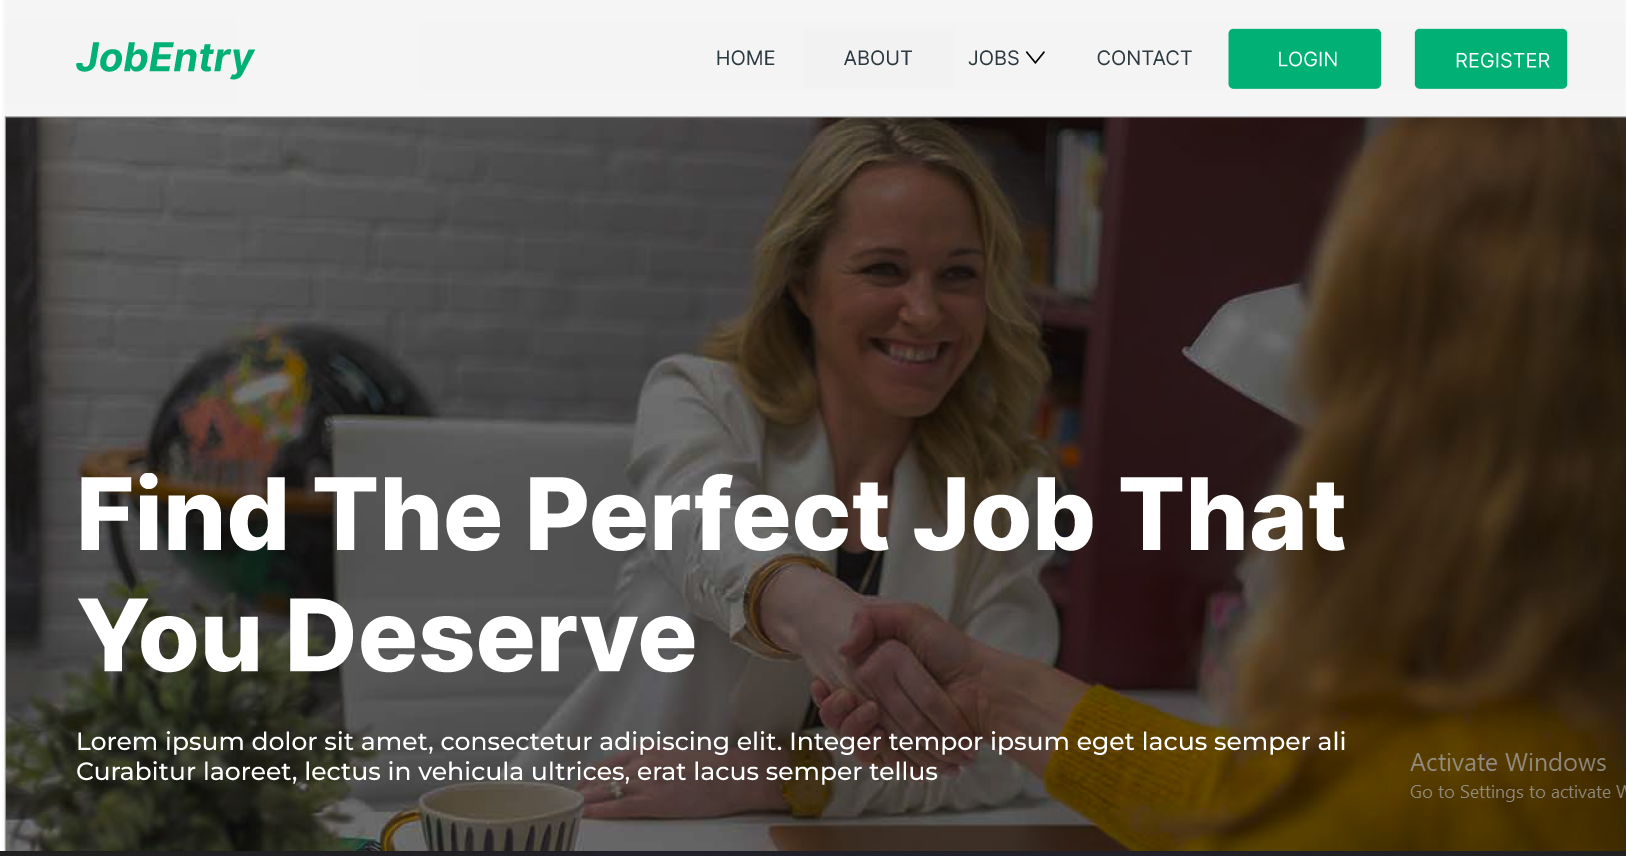 JobEntry
HOME ABOUT JOBS CONTACT LOGIN REGISTER
Find The Perfect Job That
You Deserve
Lorem ipsum dolor sit amet, consectetur adipiscing elit. Integer tempor ipsum eget lacus semper ali
Curabitur laoreet, lectus in vehicula ultrices, erat lacus semper tellus
Activate Windows
Go to Settings to activate W